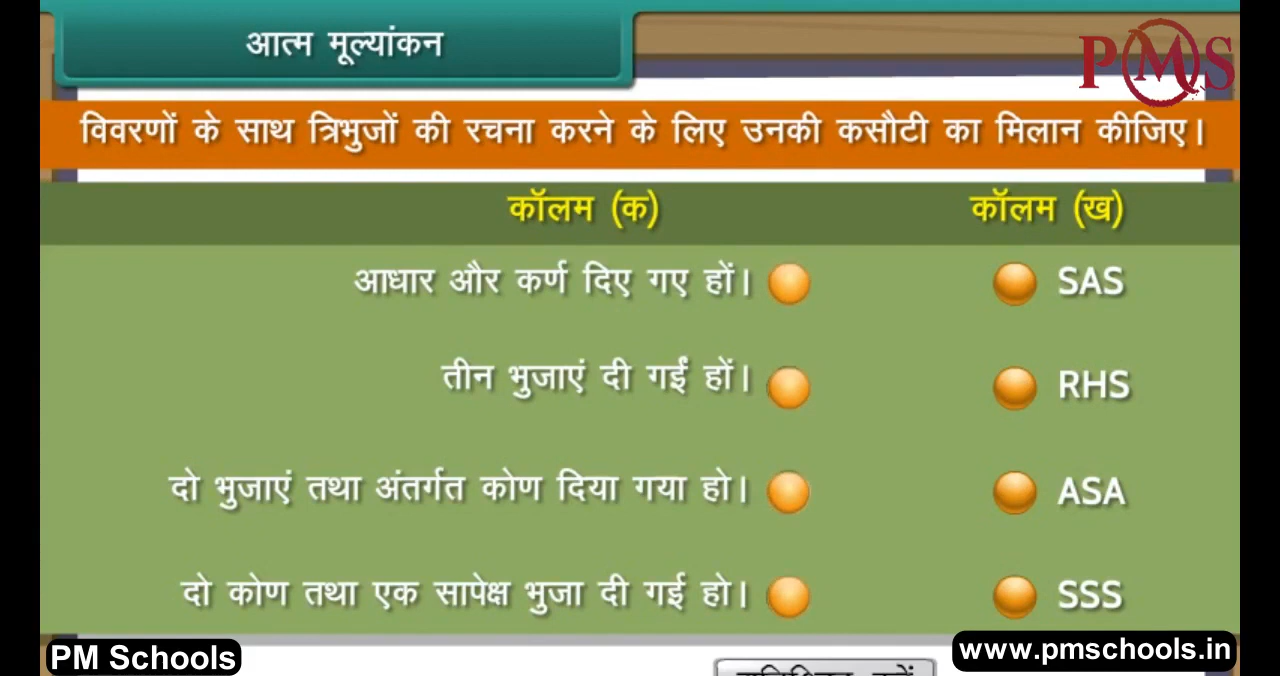 आत्म मूल्यांकन
PMS
विवरणों के साथ त्रिभुजों की रचना करने के लिए उनकी कसौटी का मिलान कीजिए।
कॉलम (क) कॉलम (ख)
आधार और कर्ण दिए गए हों। SAS
तीन भुजाएं दी गईं हों। RHS
दो भुजाएं तथा अंतर्गत कोण दिया गया हो। ASA
दो कोण तथा एक सापेक्ष भुजा दी गई हो। SSS
PM Schools
www.pmschools.in